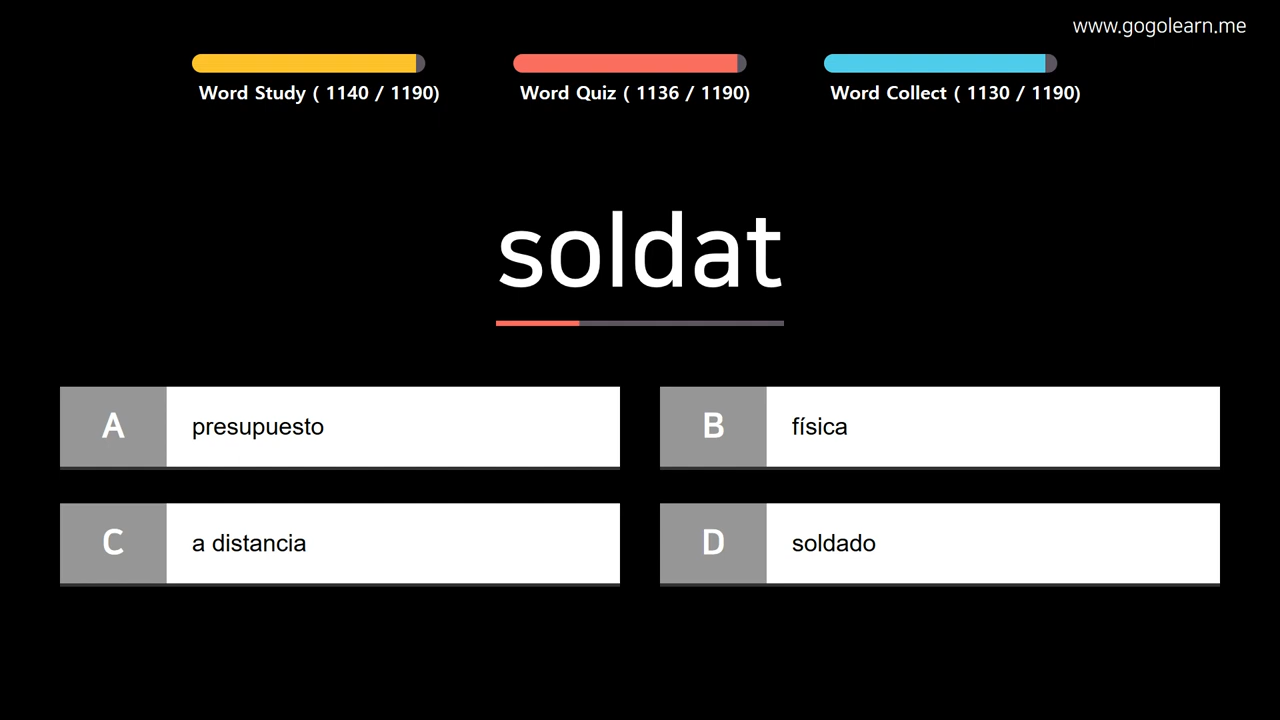 www.gogolearn.me
Word Study ( 1140 / 1190)
Word Quiz ( 1136 / 1190)
Word Collect ( 1130 / 1190)
soldat
A presupuesto
B física
C a distancia
D soldado